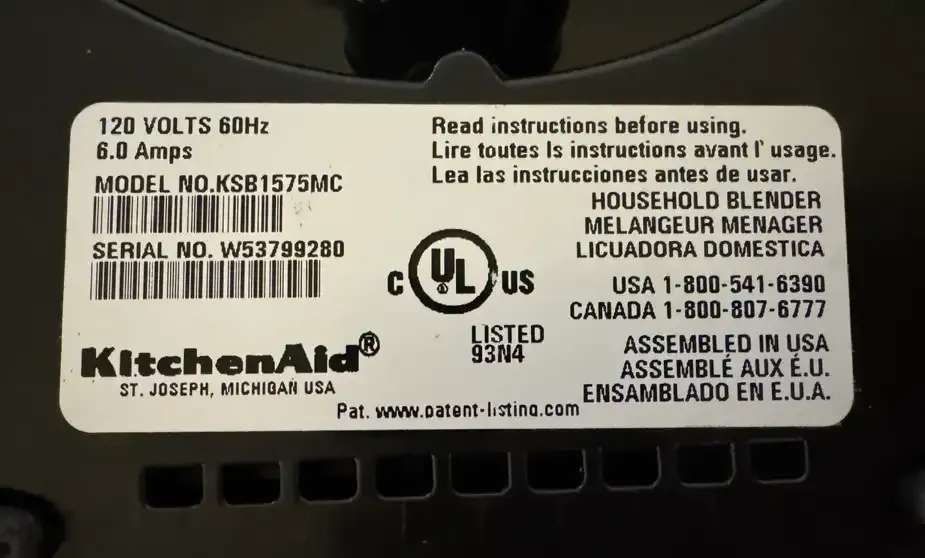 120 VOLTS 60Hz
6.0 Amps
MODEL NO.KSB1575MC
SERIAL NO. W53799280
KitchenAid®
ST. JOSEPH, MICHIGAN USA
Read instructions before using.
Lire toutes ls instructions avant l' usage.
Lea las instrucciones antes de usar.
HOUSEHOLD BLENDER
MELANGEUR MENAGER
LICUADORA DOMESTICA
C UL US
LISTED
93N4
USA 1-800-541-6390
CANADA 1-800-807-6777
ASSEMBLED IN USA
ASSEMBLÉ AUX É.U.
ENSAMBLADO EN E.U.A.
Pat. www.patent-listing.com